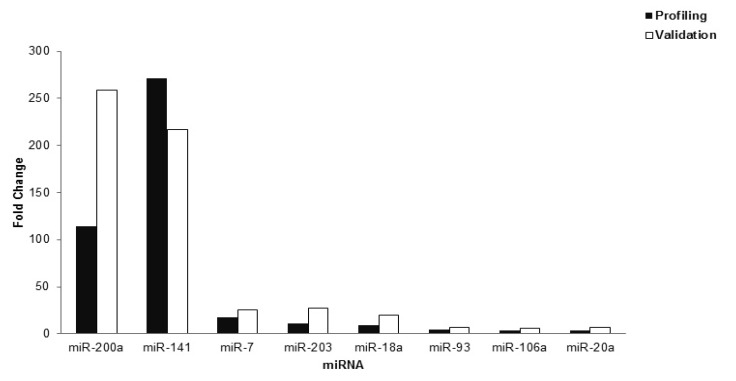 Profiling
Validation
300
250
200
150
100
50
0
Fold Change
miR-200a miR-141 miR-7 miR-203 miR-18a miR-93 miR-106a miR-20a
miRNA